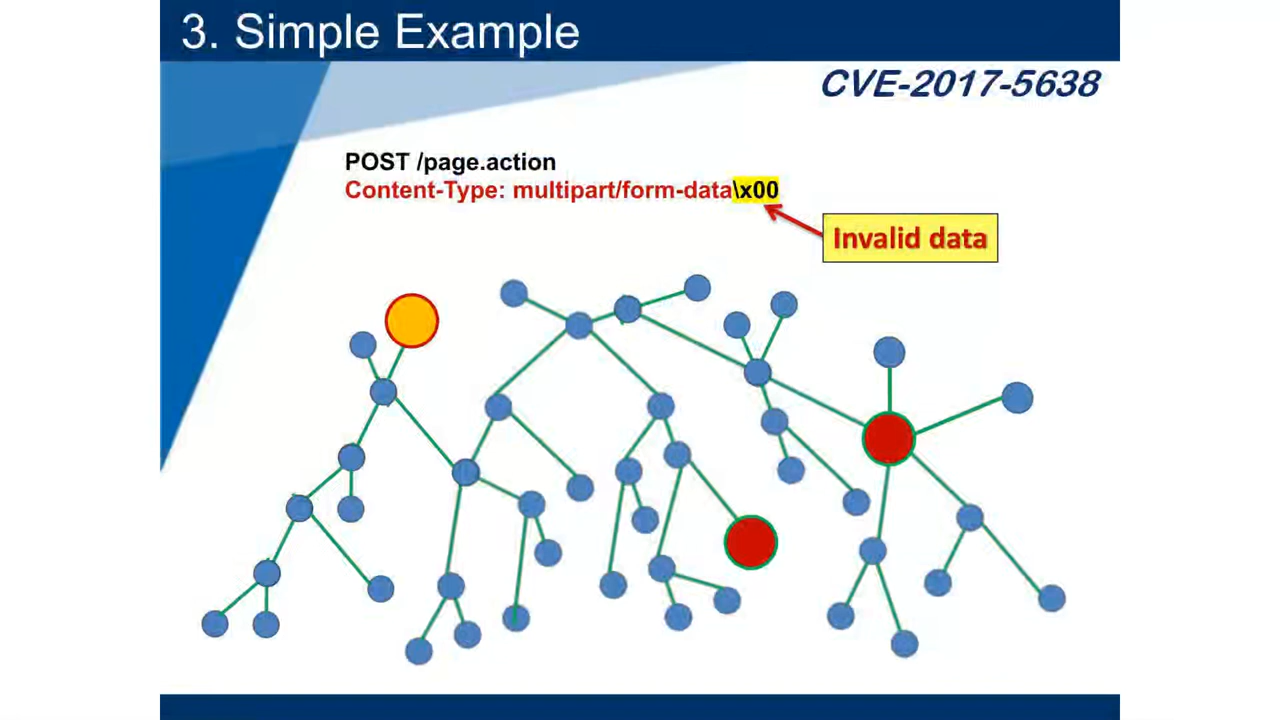 3. Simple Example
CVE-2017-5638
POST /page.action
Content-Type: multipart/form-data\x00
Invalid data